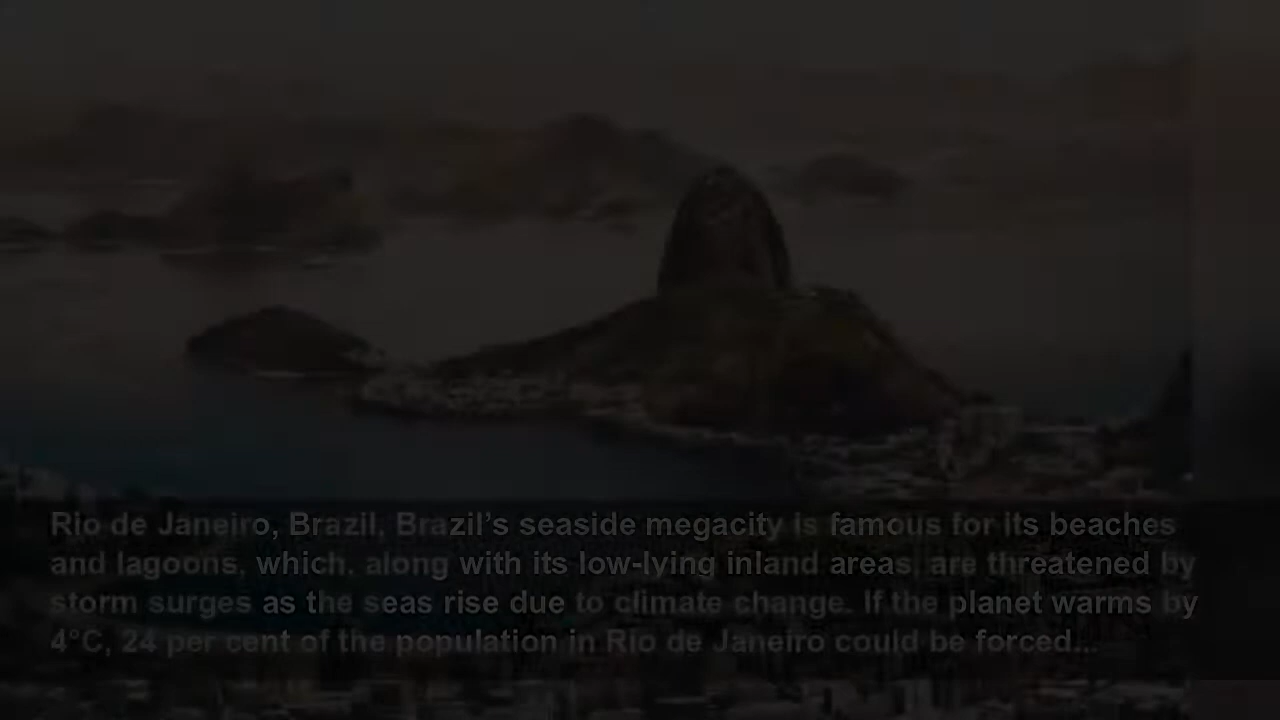 Rio de Janeiro, Brazil, Brazil’s seaside megacity is famous for its beaches
and lagoons, which, along with its low-lying inland areas, are threatened by
storm surges as the seas rise due to climate change. If the planet warms by
4°C, 24 per cent of the population in Rio de Janeiro could be forced...